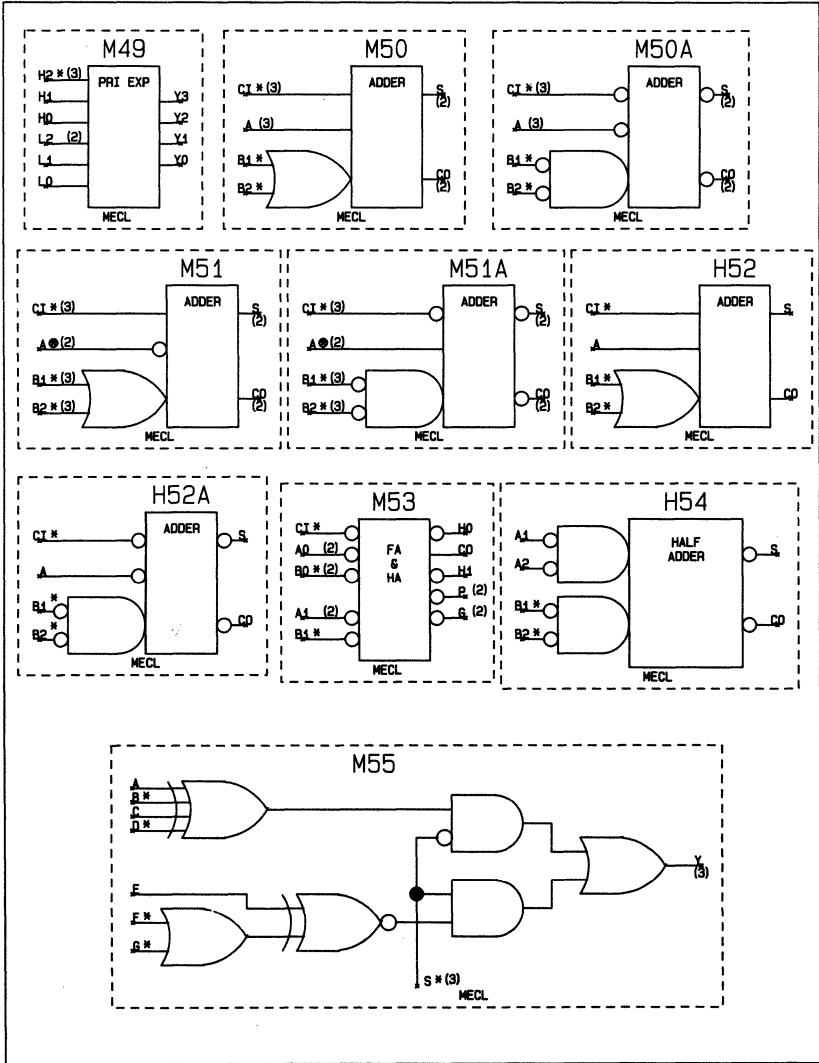 M49
H2 * (3)
H1
H0
L2 (2)
L1
L0
PRI EXP
Y3
Y2
Y1
Y0
MECL
M50
CI * (3)
A (3)
B1 *
B2 *
ADDER
S
(2)
CO
(2)
MECL
M50A
CI * (3)
A (3)
B1 *
B2 *
ADDER
S
(2)
CO
(2)
MECL
M51
CI * (3)
A ⊛ (2)
B1 * (3)
B2 * (3)
ADDER
S
(2)
CO
(2)
MECL
M51A
CI * (3)
A ⊛ (2)
B1 * (3)
B2 * (3)
ADDER
S
(2)
CO
(2)
MECL
H52
CI *
A
B1 *
B2 *
ADDER
S
CO
MECL
H52A
CI *
A
B1 *
B2 *
ADDER
S
CO
MECL
M53
CI *
A0 (2)
B0 * (2)
A1 (2)
B1 *
FA
&
HA
H0
CO
H1
P (2)
G (2)
MECL
H54
A1
A2
B1 *
B2 *
HALF
ADDER
S
CO
MECL
M55
A
B *
C
D *
E
F *
G *
S * (3)
Y
(3)
MECL